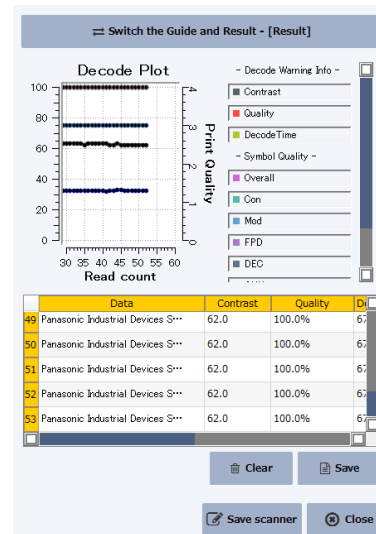 ⇄ Switch the Guide and Result - [Result]
Decode Plot
100
80
60
40
20
0
4
3
2
1
0
Print Quality
30 35 40 45 50 55 60
Read count
- Decode Warning Info -
Contrast
Quality
DecodeTime
- Symbol Quality -
Overall
Con
Mod
FPD
DEC
Data Contrast Quality
49 Panasonic Industrial Devices S… 62.0 100.0% 67
50 Panasonic Industrial Devices S… 62.0 100.0% 67
51 Panasonic Industrial Devices S… 62.0 100.0% 67
52 Panasonic Industrial Devices S… 62.0 100.0% 67
53 Panasonic Industrial Devices S… 62.0 100.0% 67
Clear
Save
Save scanner
Close